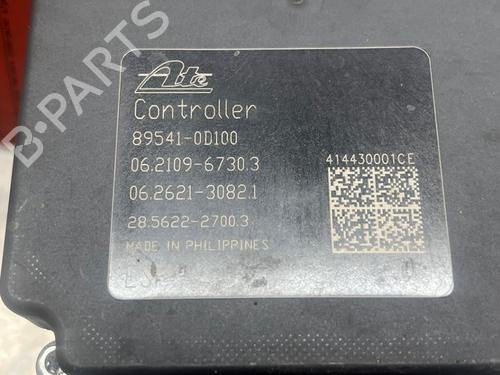 B-PARTS
Ate
Controller
89541-0D100
06.2109-6730.3
414430001CE
06.2621-3082.1
28.5622-2700.3
MADE IN PHILIPPINES